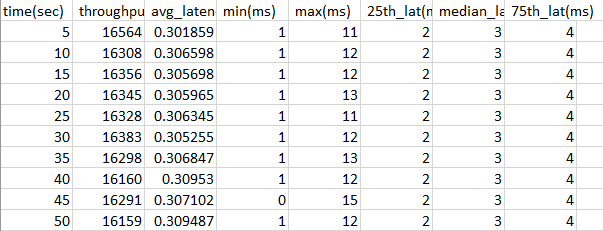 time(sec) throughpu avg_laten min(ms) max(ms) 25th_lat(m median_la 75th_lat(ms)
5 16564 0.301859 1 11 2 3 4
10 16308 0.306598 1 12 2 3 4
15 16356 0.305698 1 12 2 3 4
20 16345 0.305965 1 13 2 3 4
25 16328 0.306345 1 11 2 3 4
30 16383 0.305255 1 12 2 3 4
35 16298 0.306847 1 13 2 3 4
40 16160 0.30953 1 12 2 3 4
45 16291 0.307102 0 15 2 3 4
50 16159 0.309487 1 12 2 3 4